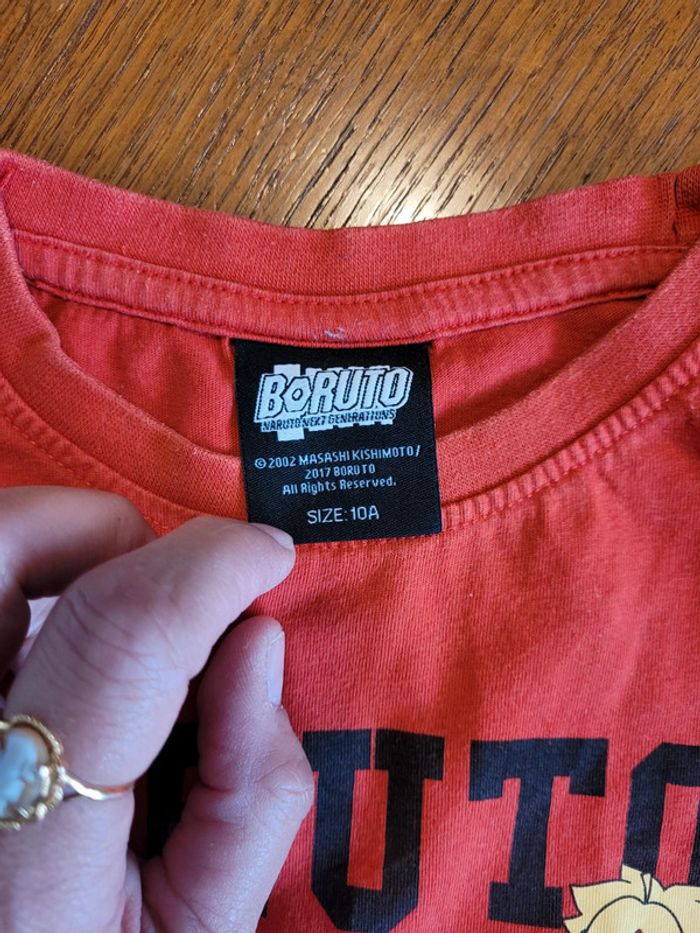 BORUTO
NARUTO NEXT GENERATIONS
©2002 MASASHI KISHIMOTO/
2017 BORUTO
All Rights Reserved.
SIZE: 10A
UTO